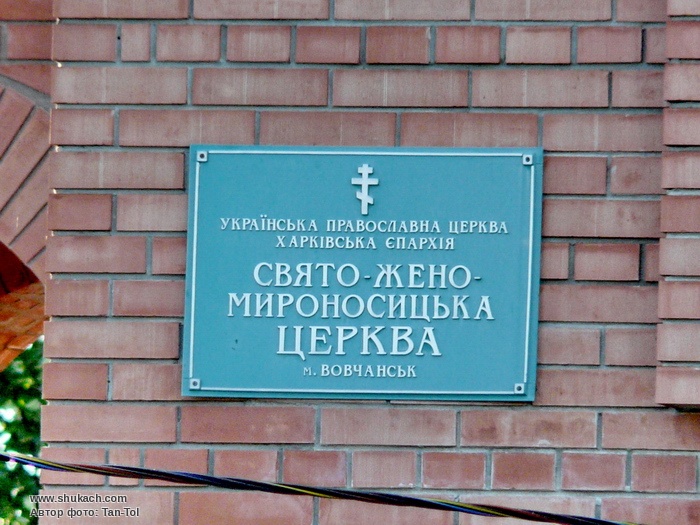 УКРАЇНСЬКА ПРАВОСЛАВНА ЦЕРКВА
ХАРКІВСЬКА ЄПАРХІЯ
СВЯТО-ЖЕНО-
МИРОНОСИЦЬКА
ЦЕРКВА
м. ВОВЧАНСЬК
www.shukach.com
Автор фото: Tan-Tol